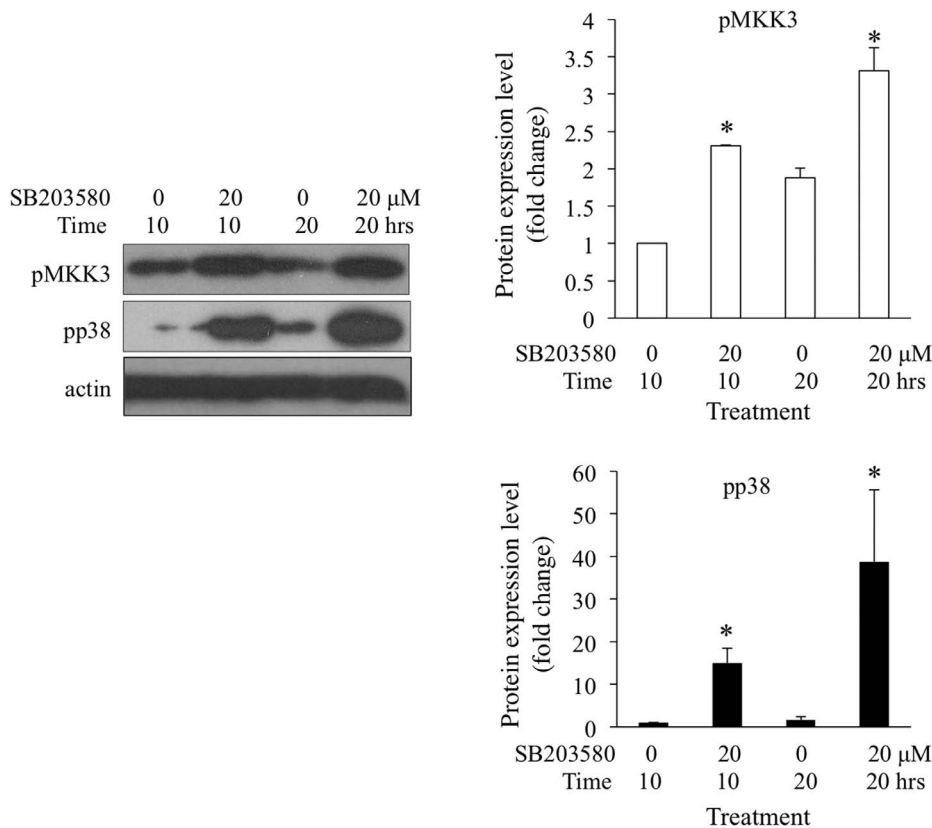 SB203580 0 20 0 20 μM
Time 10 10 20 20 hrs
pMKK3
pp38
actin
pMKK3
Protein expression level
(fold change)
4
3.5
3
2.5
2
1.5
1
0.5
0
*
*
SB203580 0 20 0 20 μM
Time 10 10 20 20 hrs
Treatment
pp38
Protein expression level
(fold change)
60
50
40
30
20
10
0
*
*
SB203580 0 20 0 20 μM
Time 10 10 20 20 hrs
Treatment